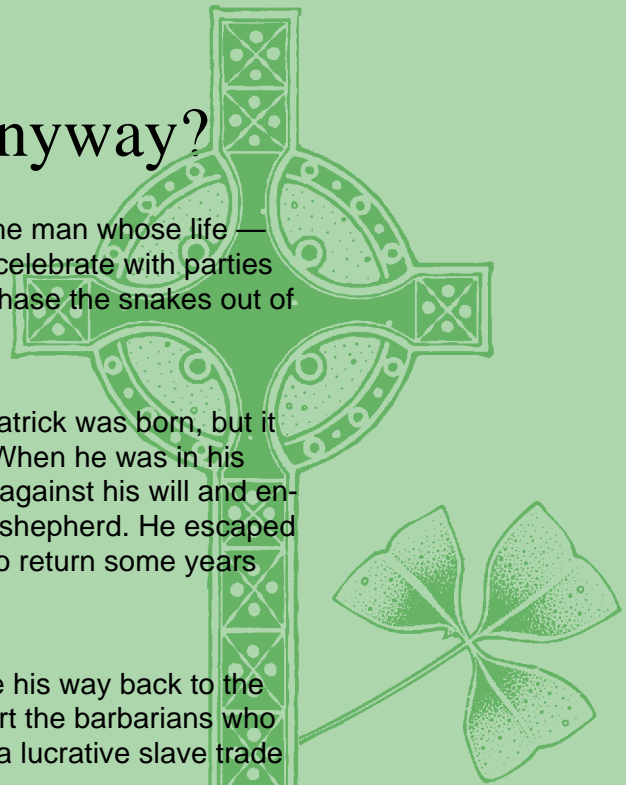 nyway?
he man whose life —
celebrate with parties
hase the snakes out of
atrick was born, but it
When he was in his
against his will and en-
shepherd. He escaped
o return some years
e his way back to the
rt the barbarians who
a lucrative slave trade